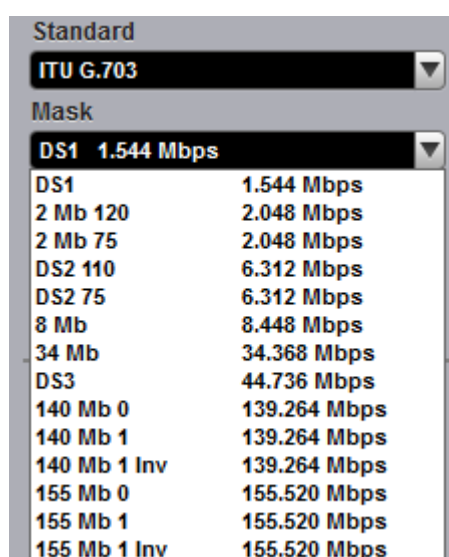 Standard
ITU G.703
Mask
DS1 1.544 Mbps
DS1 1.544 Mbps
2 Mb 120 2.048 Mbps
2 Mb 75 2.048 Mbps
DS2 110 6.312 Mbps
DS2 75 6.312 Mbps
8 Mb 8.448 Mbps
34 Mb 34.368 Mbps
DS3 44.736 Mbps
140 Mb 0 139.264 Mbps
140 Mb 1 139.264 Mbps
140 Mb 1 Inv 139.264 Mbps
155 Mb 0 155.520 Mbps
155 Mb 1 155.520 Mbps
155 Mb 1 Inv 155.520 Mbps